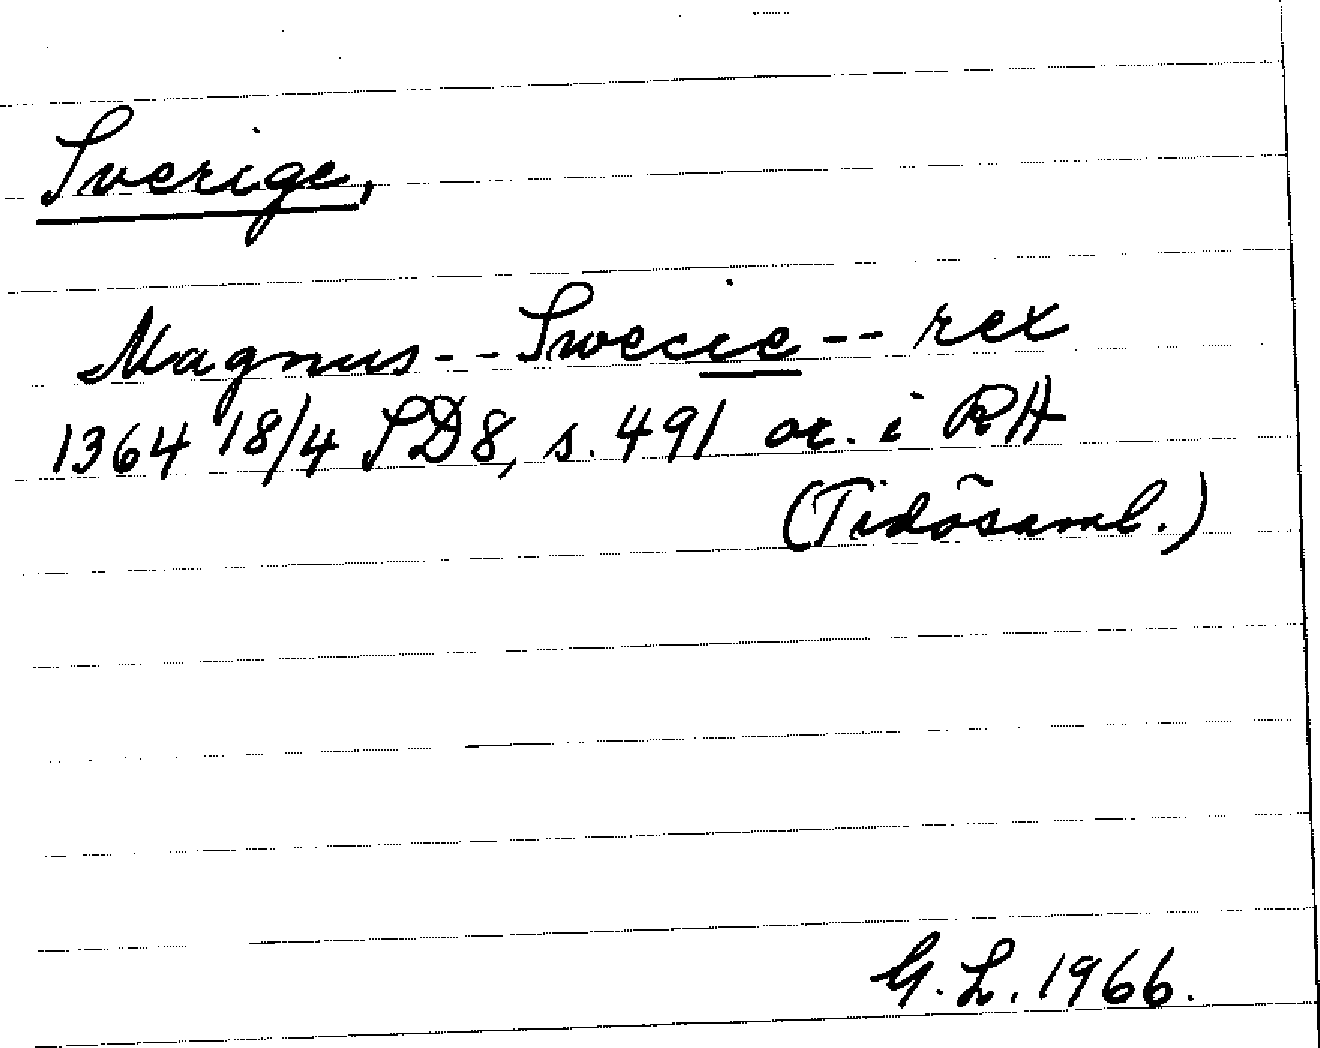 Sverige,
Magnus -- Swecie -- rex
1364 18/4 SD8, s. 491 or. i RA
(Tidösaml.)
G. L. 1966.